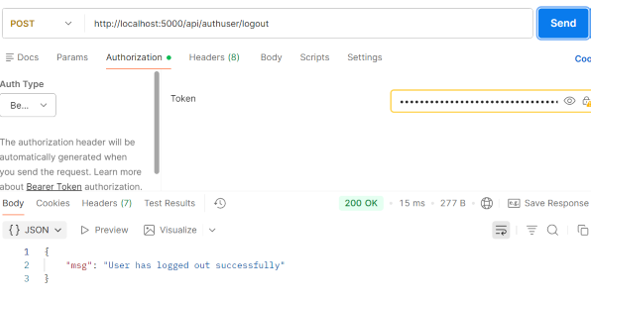 POST http://localhost:5000/api/authuser/logout Send
Docs Params Authorization Headers (8) Body Scripts Settings Coo
Auth Type
Be...
Token
The authorization header will be
automatically generated when
you send the request. Learn more
about Bearer Token authorization.
Body Cookies Headers (7) Test Results 200 OK • 15 ms • 277 B • Save Response
{} JSON Preview Visualize
1 {
2 "msg": "User has logged out successfully"
3 }